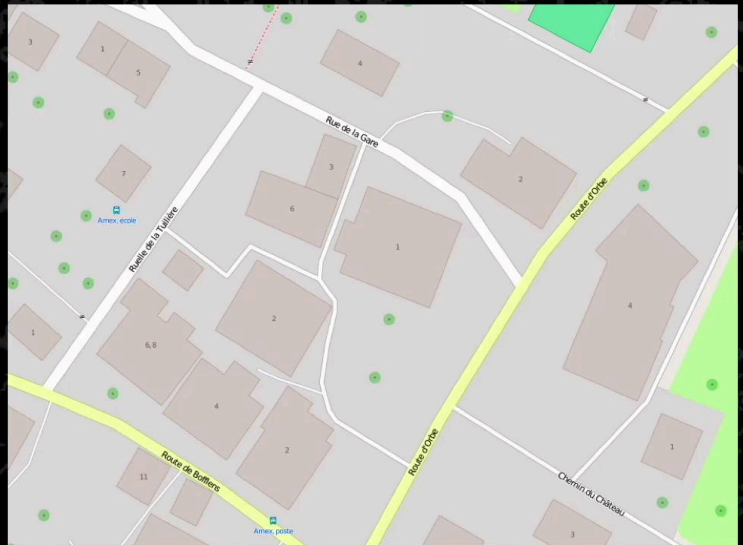 3
1
5
4
Rue de la Gare
3
2
7
6
Route d'Orbe
Arnex, école
Ruelle de la Tuilière
1
4
2
1
6,8
4
2
Route d'Orbe
1
Route de Bofflens
11
Chemin du Château
Arnex, poste
3